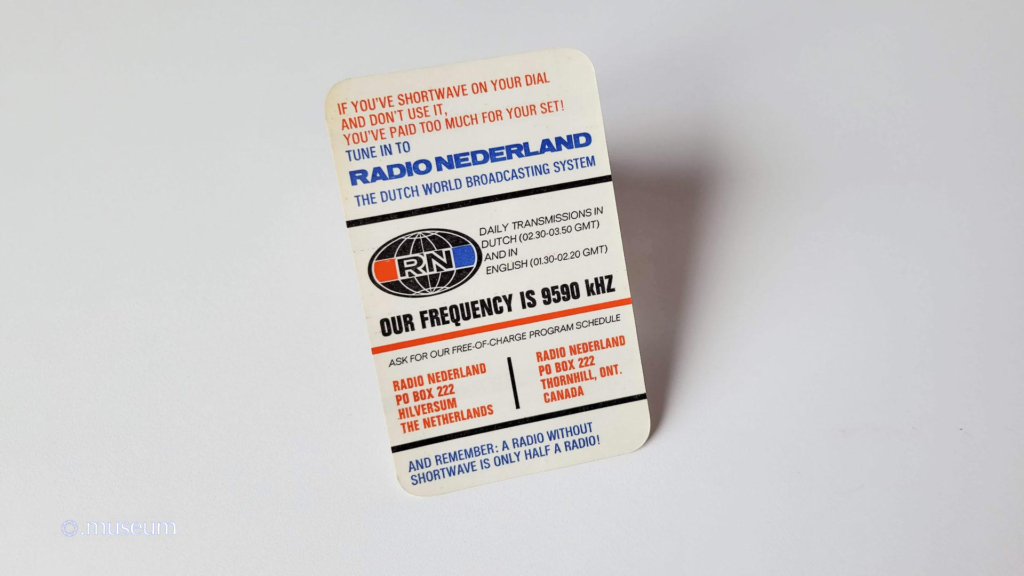 IF YOU'VE SHORTWAVE ON YOUR DIAL
AND DON'T USE IT,
YOU'VE PAID TOO MUCH FOR YOUR SET!
TUNE IN TO
RADIO NEDERLAND
THE DUTCH WORLD BROADCASTING SYSTEM
RN
DAILY TRANSMISSIONS IN
DUTCH (02.30-03.50 GMT)
AND IN
ENGLISH (01.30-02.20 GMT)
OUR FREQUENCY IS 9590 kHZ
ASK FOR OUR FREE-OF-CHARGE PROGRAM SCHEDULE
RADIO NEDERLAND
PO BOX 222
HILVERSUM
THE NETHERLANDS
RADIO NEDERLAND
PO BOX 222
THORNHILL, ONT.
CANADA
AND REMEMBER: A RADIO WITHOUT
SHORTWAVE IS ONLY HALF A RADIO!
.museum